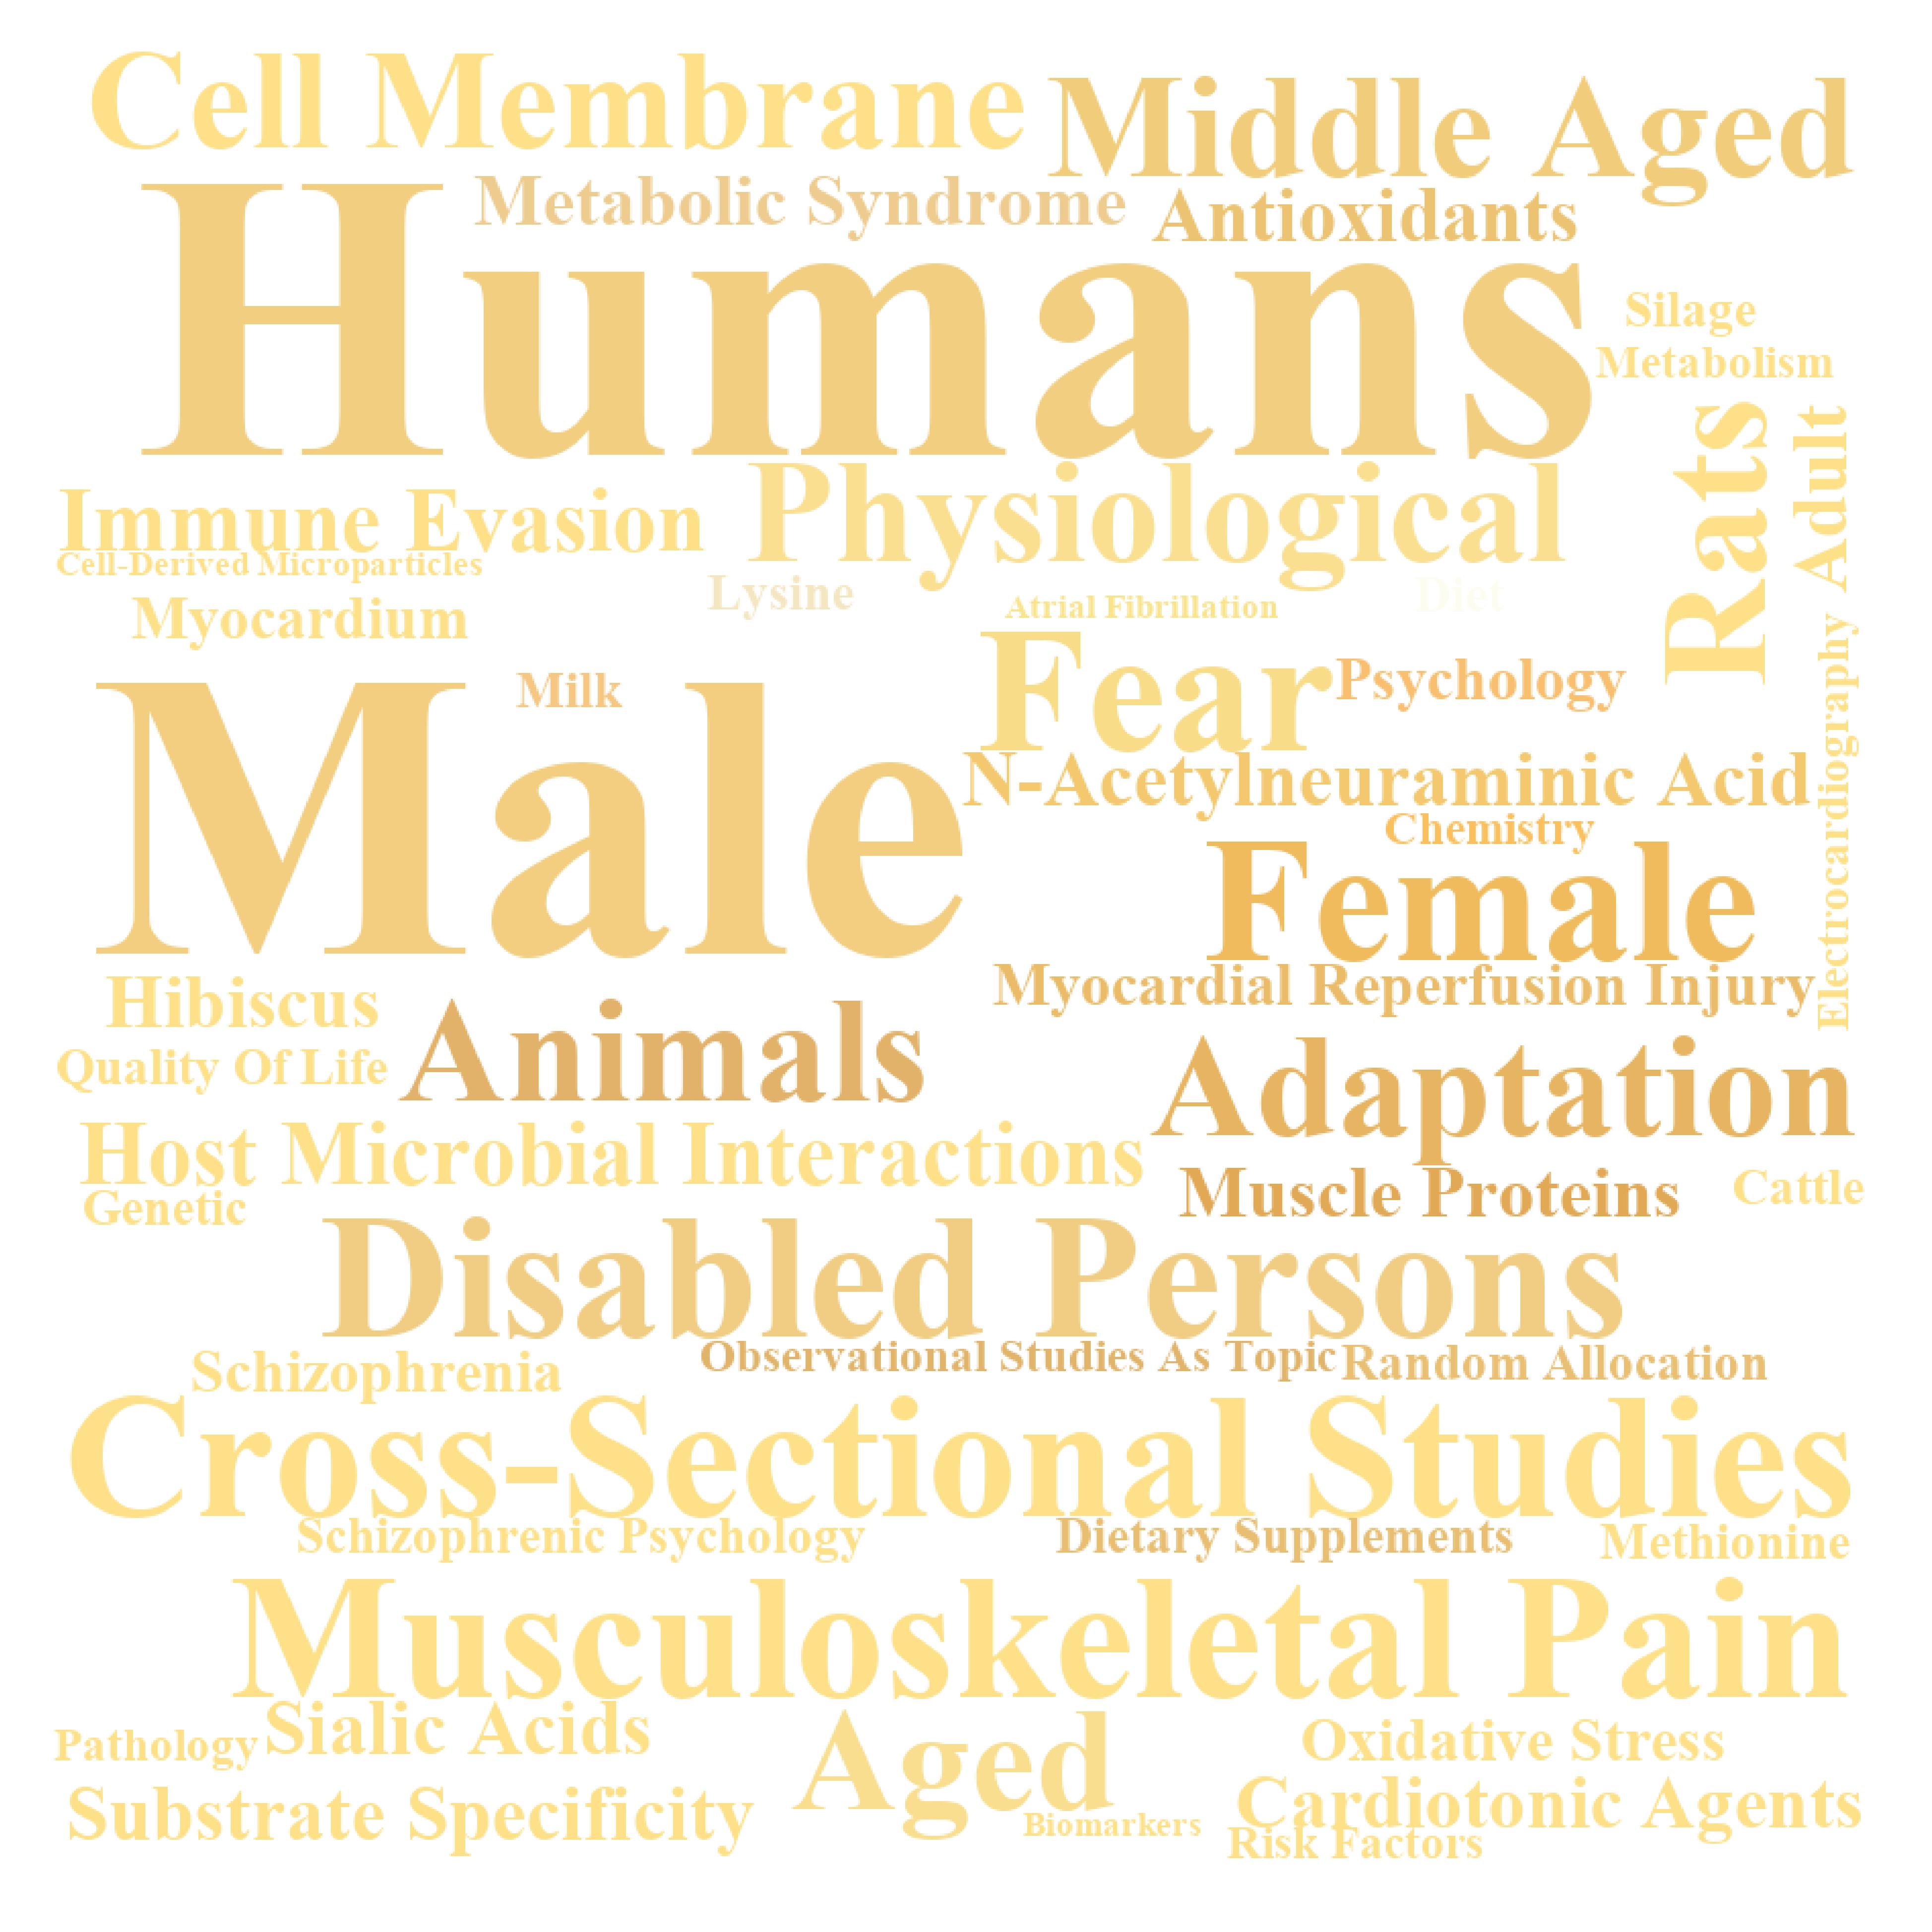 Cell Membrane
Middle Aged
Metabolic Syndrome
Antioxidants
Humans
Silage
Metabolism
Rats
Adult
Immune Evasion
Physiological
Cell-Derived Microparticles
Lysine
Atrial Fibrillation
Diet
Myocardium
Milk
Fear
Psychology
Electrocardiography
Male
N-Acetylneuraminic Acid
Chemistry
Female
Hibiscus
Myocardial Reperfusion Injury
Quality Of Life
Animals
Adaptation
Host Microbial Interactions
Muscle Proteins
Cattle
Genetic
Disabled Persons
Schizophrenia
Observational Studies As Topic
Random Allocation
Cross-Sectional Studies
Schizophrenic Psychology
Dietary Supplements
Methionine
Musculoskeletal Pain
Pathology
Sialic Acids
Aged
Oxidative Stress
Substrate Specificity
Biomarkers
Cardiotonic Agents
Risk Factors